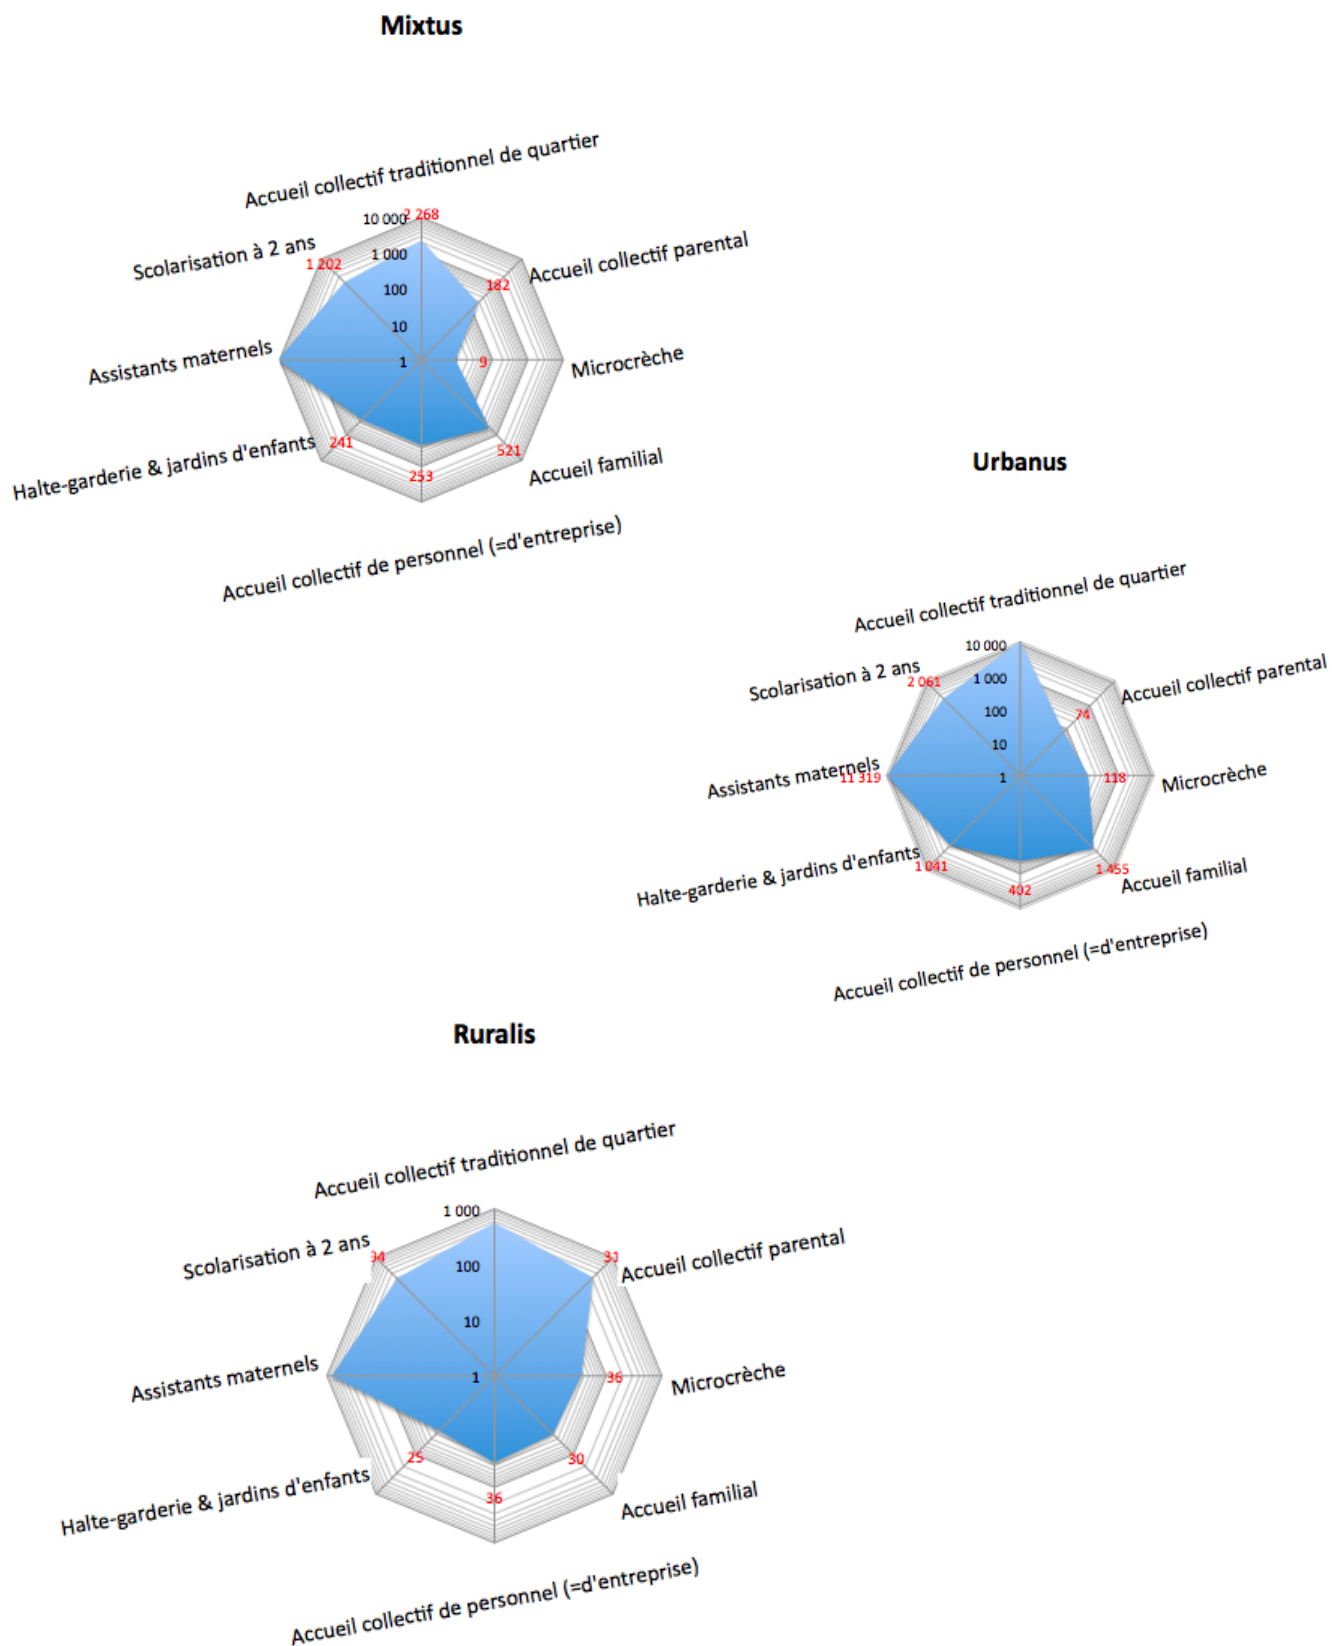 Mixtus
Accueil collectif traditionnel de quartier
10 000
2 268
Scolarisation à 2 ans
1 202
Accueil collectif parental
182
1 000
100
10
1
Assistants maternels
9
Microcrèche
Halte-garderie & jardins d'enfants
241
253
521
Accueil familial
Accueil collectif de personnel (=d'entreprise)
Urbanus
Accueil collectif traditionnel de quartier
10 000
Scolarisation à 2 ans
2 061
Accueil collectif parental
74
1 000
100
10
1
Assistants maternels
11 319
118
Microcrèche
Halte-garderie & jardins d'enfants
1 041
402
1 455
Accueil familial
Accueil collectif de personnel (=d'entreprise)
Ruralis
Accueil collectif traditionnel de quartier
1 000
Scolarisation à 2 ans
Accueil collectif parental
100
10
1
Assistants maternels
36
Microcrèche
Halte-garderie & jardins d'enfants
25
36
30
Accueil familial
Accueil collectif de personnel (=d'entreprise)